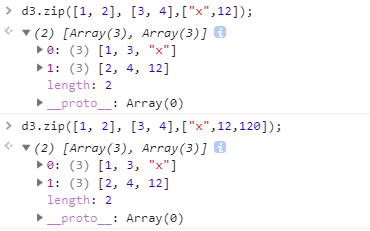 > d3.zip([1, 2], [3, 4],["x",12]);
<· ▼(2) [Array(3), Array(3)] i
▶0: (3) [1, 3, "x"]
▶1: (3) [2, 4, 12]
length: 2
▶__proto__: Array(0)
> d3.zip([1, 2], [3, 4],["x",12,120]);
<· ▼(2) [Array(3), Array(3)] i
▶0: (3) [1, 3, "x"]
▶1: (3) [2, 4, 12]
length: 2
▶__proto__: Array(0)